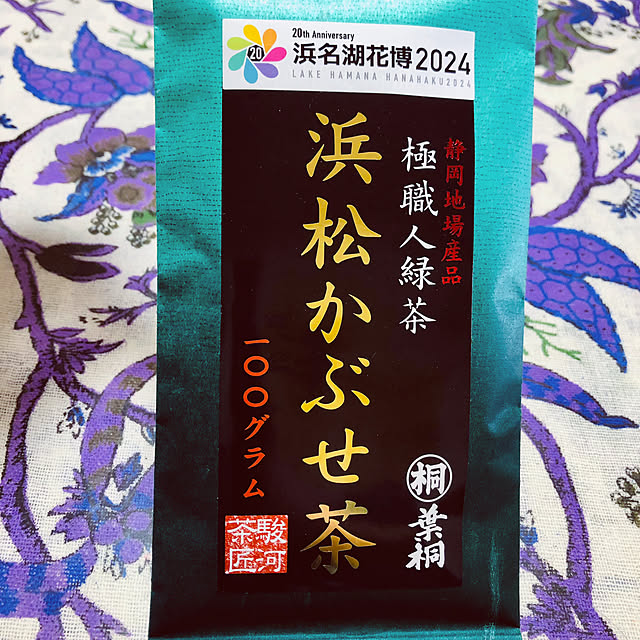 20th Anniversary
20
浜名湖花博2024
LAKE HAMANA HANAHAKU2024
静岡地場産品
極職人緑茶
浜松かぶせ茶
一〇〇グラム
桐 葉桐
駿河
茶匠